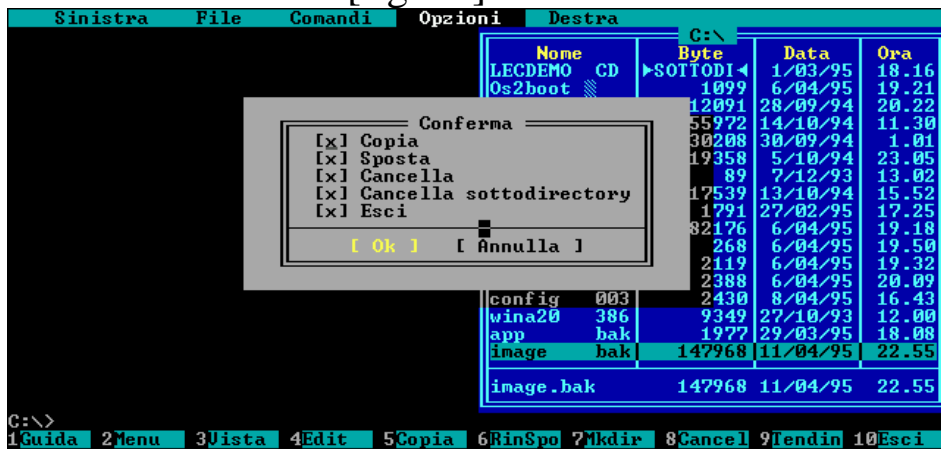 Sinistra File Comandi Opzioni Destra
C:\
Nome Byte Data Ora
LECDEMO CD ►SOTTODI◄ 1/03/95 18.16
Os2boot 1099 6/04/95 19.21
12091 28/09/94 20.22
Conferma 55972 14/10/94 11.30
[x] Copia 30208 30/09/94 1.01
[x] Sposta 19358 5/10/94 23.05
[x] Cancella 89 7/12/93 13.02
[x] Cancella sottodirectory 17539 13/10/94 15.52
[x] Esci 1791 27/02/95 17.25
82176 6/04/95 19.18
[ Ok ] [ Annulla ] 268 6/04/95 19.50
2119 6/04/95 19.32
2388 6/04/95 20.09
config 003 2430 8/04/95 16.43
wina20 386 9349 27/10/93 12.00
app bak 1977 29/03/95 18.08
image bak 147968 11/04/95 22.55
image.bak 147968 11/04/95 22.55
C:\>
1Guida 2Menu 3Vista 4Edit 5Copia 6RinSpo 7Mkdir 8Cancel 9Tendin 10Esci